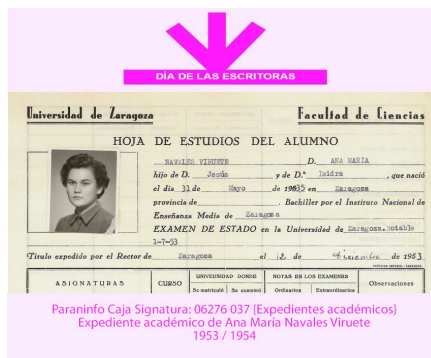 DÍA DE LAS ESCRITORAS
Universidad de Zaragoza
Facultad de Ciencias
HOJA DE ESTUDIOS DEL ALUMNO
NAVALES VIRUETE D. ANA MARIA
hijo de D. Jesús y de D.ª Isidra, que nació
el día 31 de Mayo de 19835 en Zaragoza
provincia de , Bachiller por el Instituto Nacional de
Enseñanza Media de Zaragoza
EXAMEN DE ESTADO en la Universidad de Zaragoza. Notable
1-7-53
Título expedido por el Rector de Zaragoza el 12 de diciembre de 1953
ASIGNATURAS CURSO UNIVERSIDAD DONDE NOTAS EN LOS EXAMENES Observaciones
Se matriculó Se examinó Ordinarios Extraordinarios
Paraninfo Caja Signatura: 06276 037 (Expedientes académicos)
Expediente académico de Ana María Navales Viruete
1953 / 1954